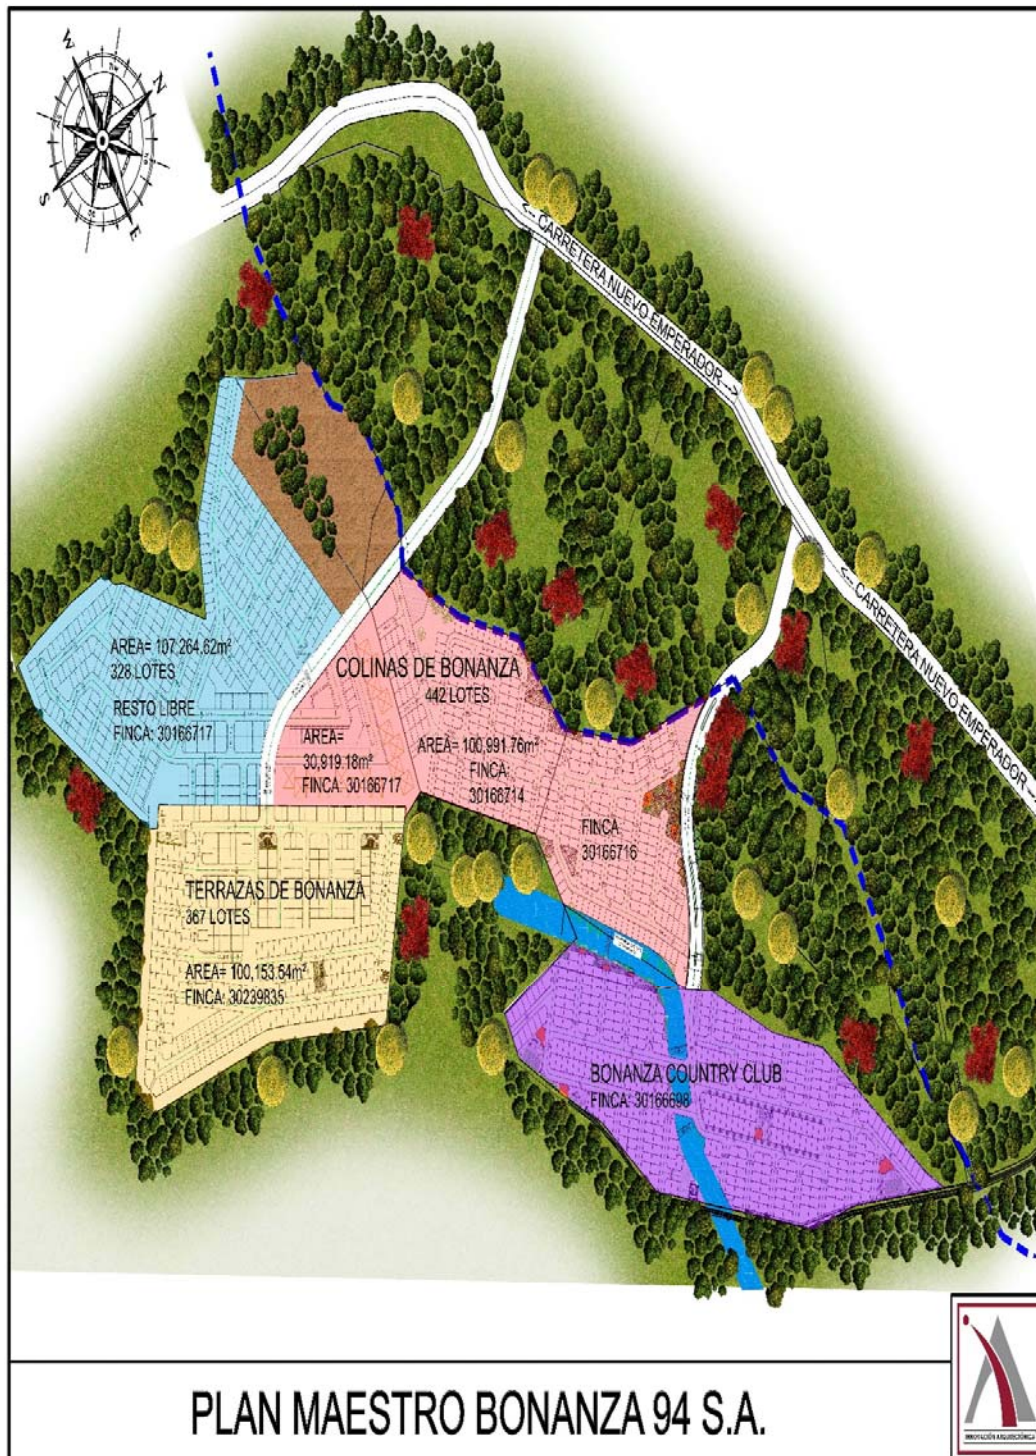 W
N
S
E
<-- CARRETERA NUEVO EMPERADOR-->
<-- CARRETERA NUEVO EMPERADOR
AREA= 107,264.62m²
328 LOTES
RESTO LIBRE
FINCA: 30166717
COLINAS DE BONANZA
442 LOTES
AREA=
30,919.18m²
FINCA: 30166717
AREA= 100,991.76m²
FINCA:
30166714
FINCA
30166716
TERRAZAS DE BONANZA
367 LOTES
AREA= 100,153.54m²
FINCA: 30239835
BONANZA COUNTRY CLUB
FINCA: 30166698
PLAN MAESTRO BONANZA 94 S.A.